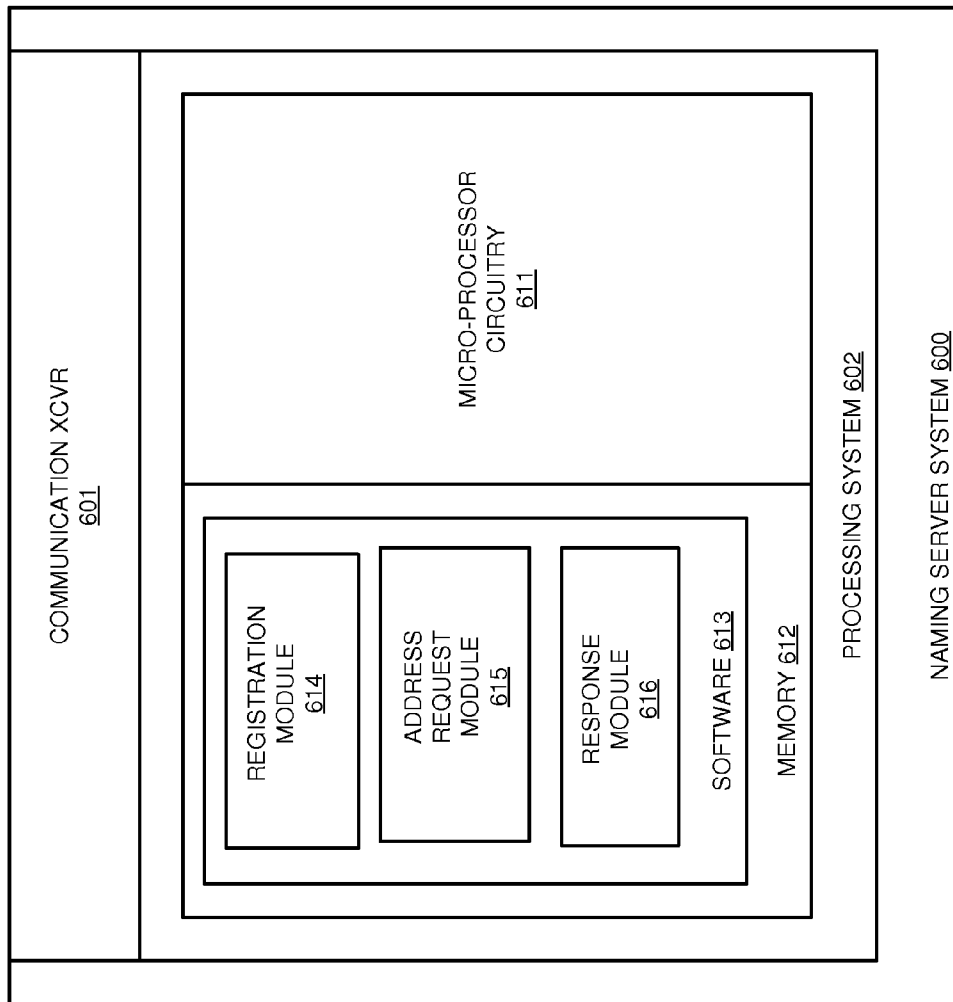 COMMUNICATION XCVR
601
REGISTRATION
MODULE
614
ADDRESS
REQUEST
MODULE
615
RESPONSE
MODULE
616
SOFTWARE 613
MEMORY 612
MICRO-PROCESSOR
CIRCUITRY
611
PROCESSING SYSTEM 602
NAMING SERVER SYSTEM 600